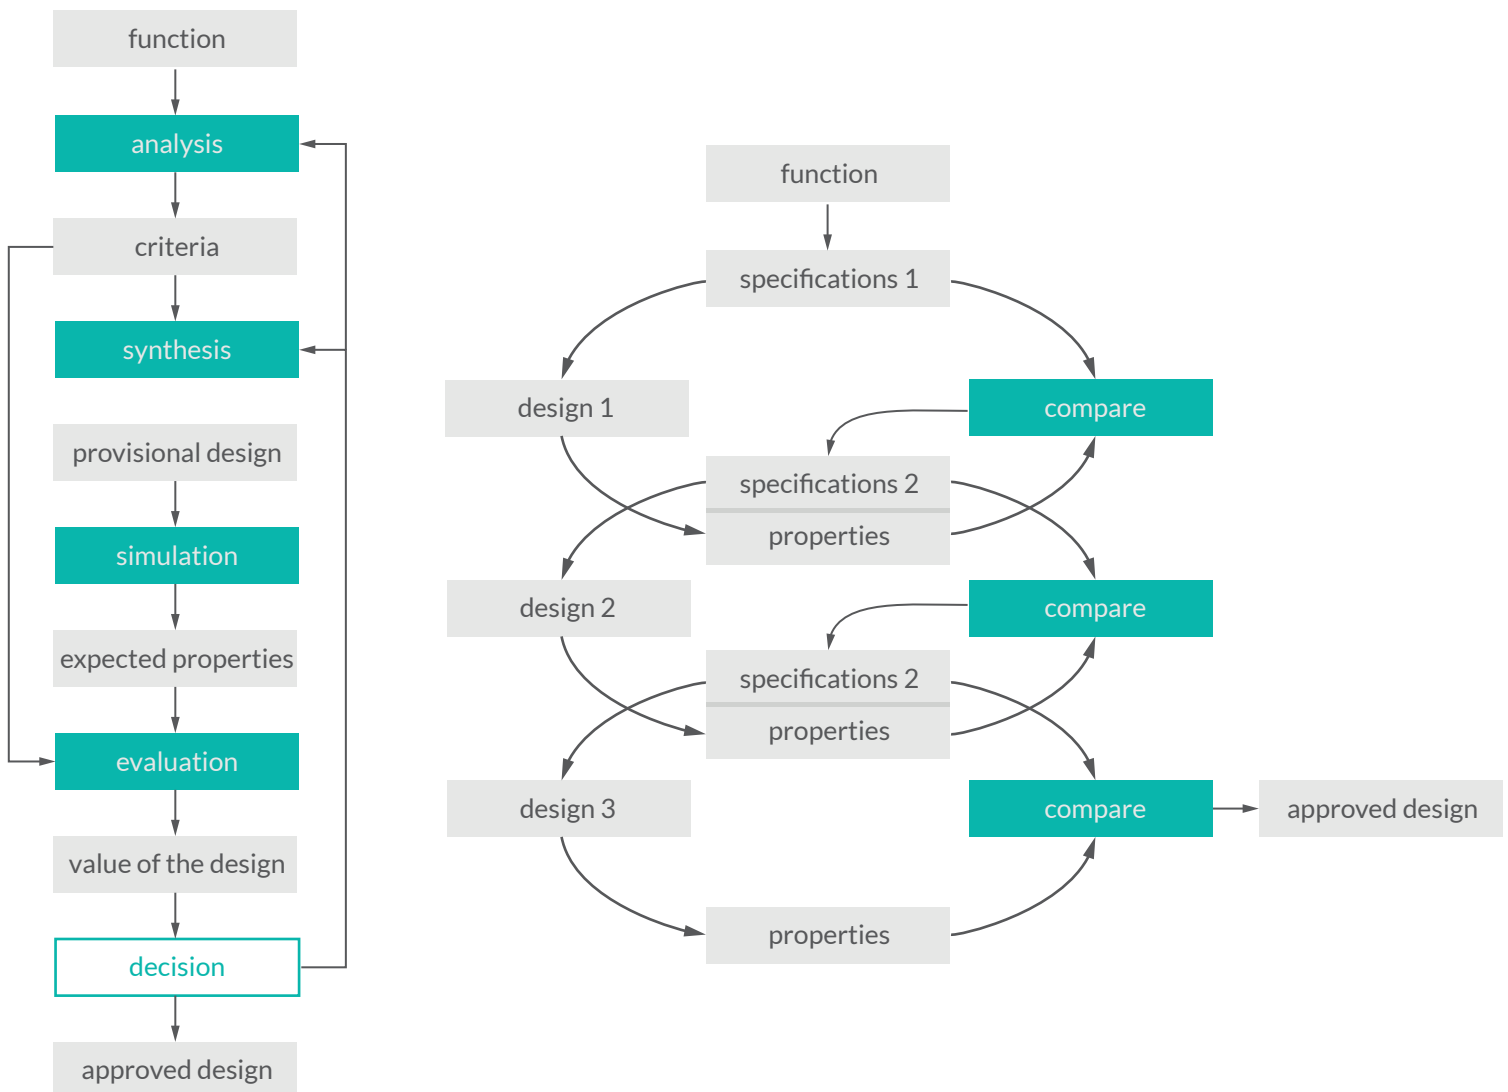 function
analysis
criteria
synthesis
provisional design
simulation
expected properties
evaluation
value of the design
decision
approved design
function
specifications 1
design 1
compare
specifications 2
properties
design 2
compare
specifications 2
properties
design 3
compare
approved design
properties